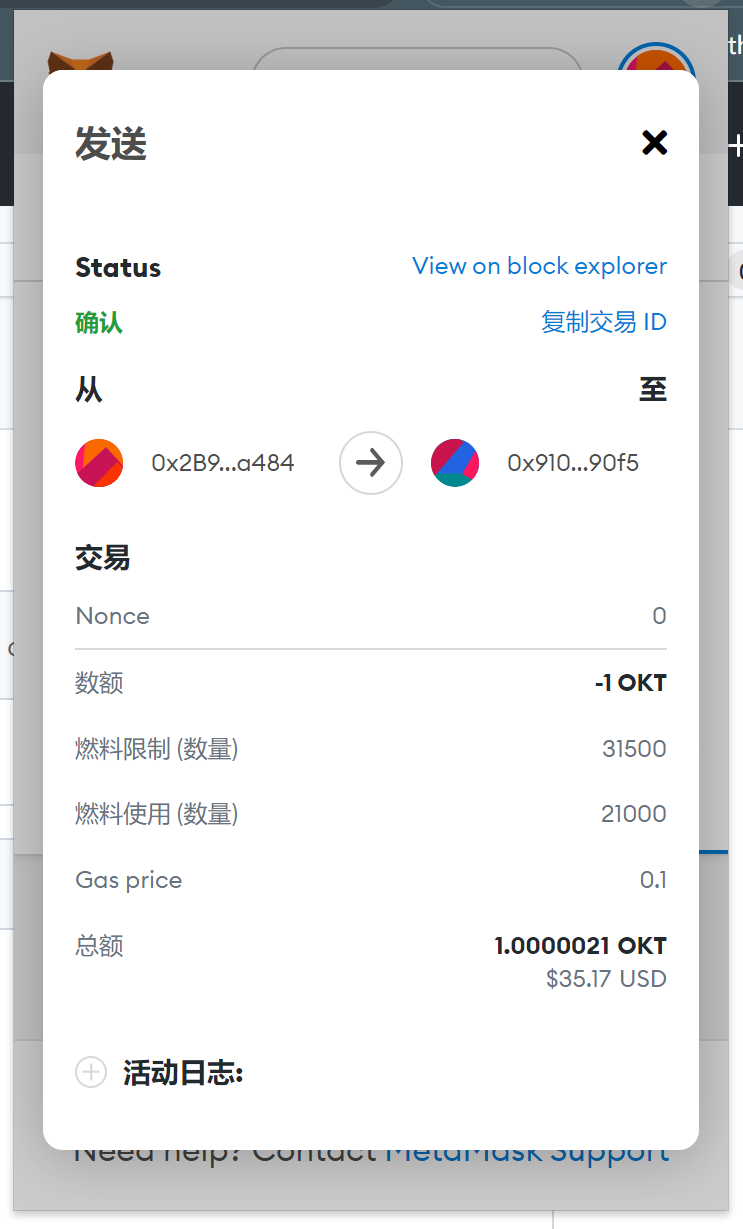 发送
Status View on block explorer
确认 复制交易 ID
从 至
0x2B9...a484 0x910...90f5
交易
Nonce 0
数额 -1 OKT
燃料限制 (数量) 31500
燃料使用 (数量) 21000
Gas price 0.1
总额 1.0000021 OKT
$35.17 USD
活动日志:
Need help? Contact MetaMask Support